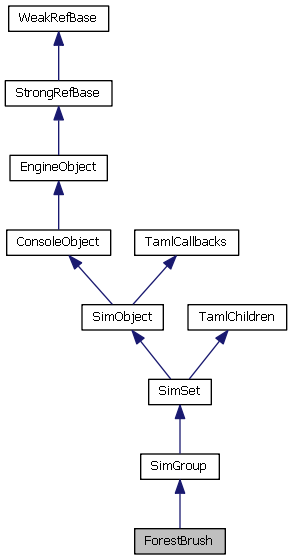 WeakRefBase
StrongRefBase
EngineObject
ConsoleObject
TamlCallbacks
SimObject
TamlChildren
SimSet
SimGroup
ForestBrush